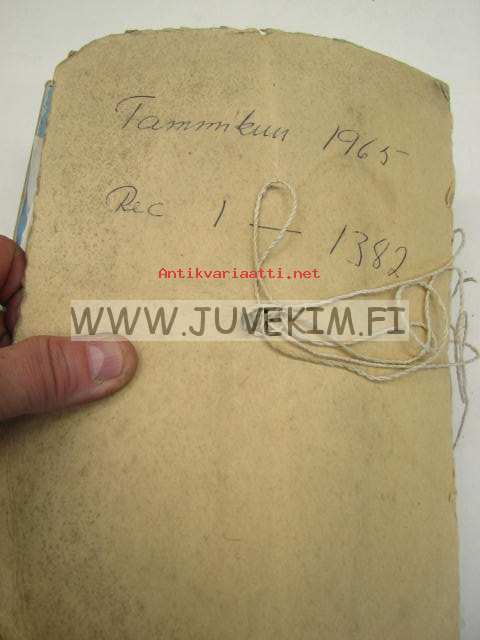 Tammikuu 1965
Rec 1 — 1382
Antikvariaatti.net
WWW.JUVEKIM.FI